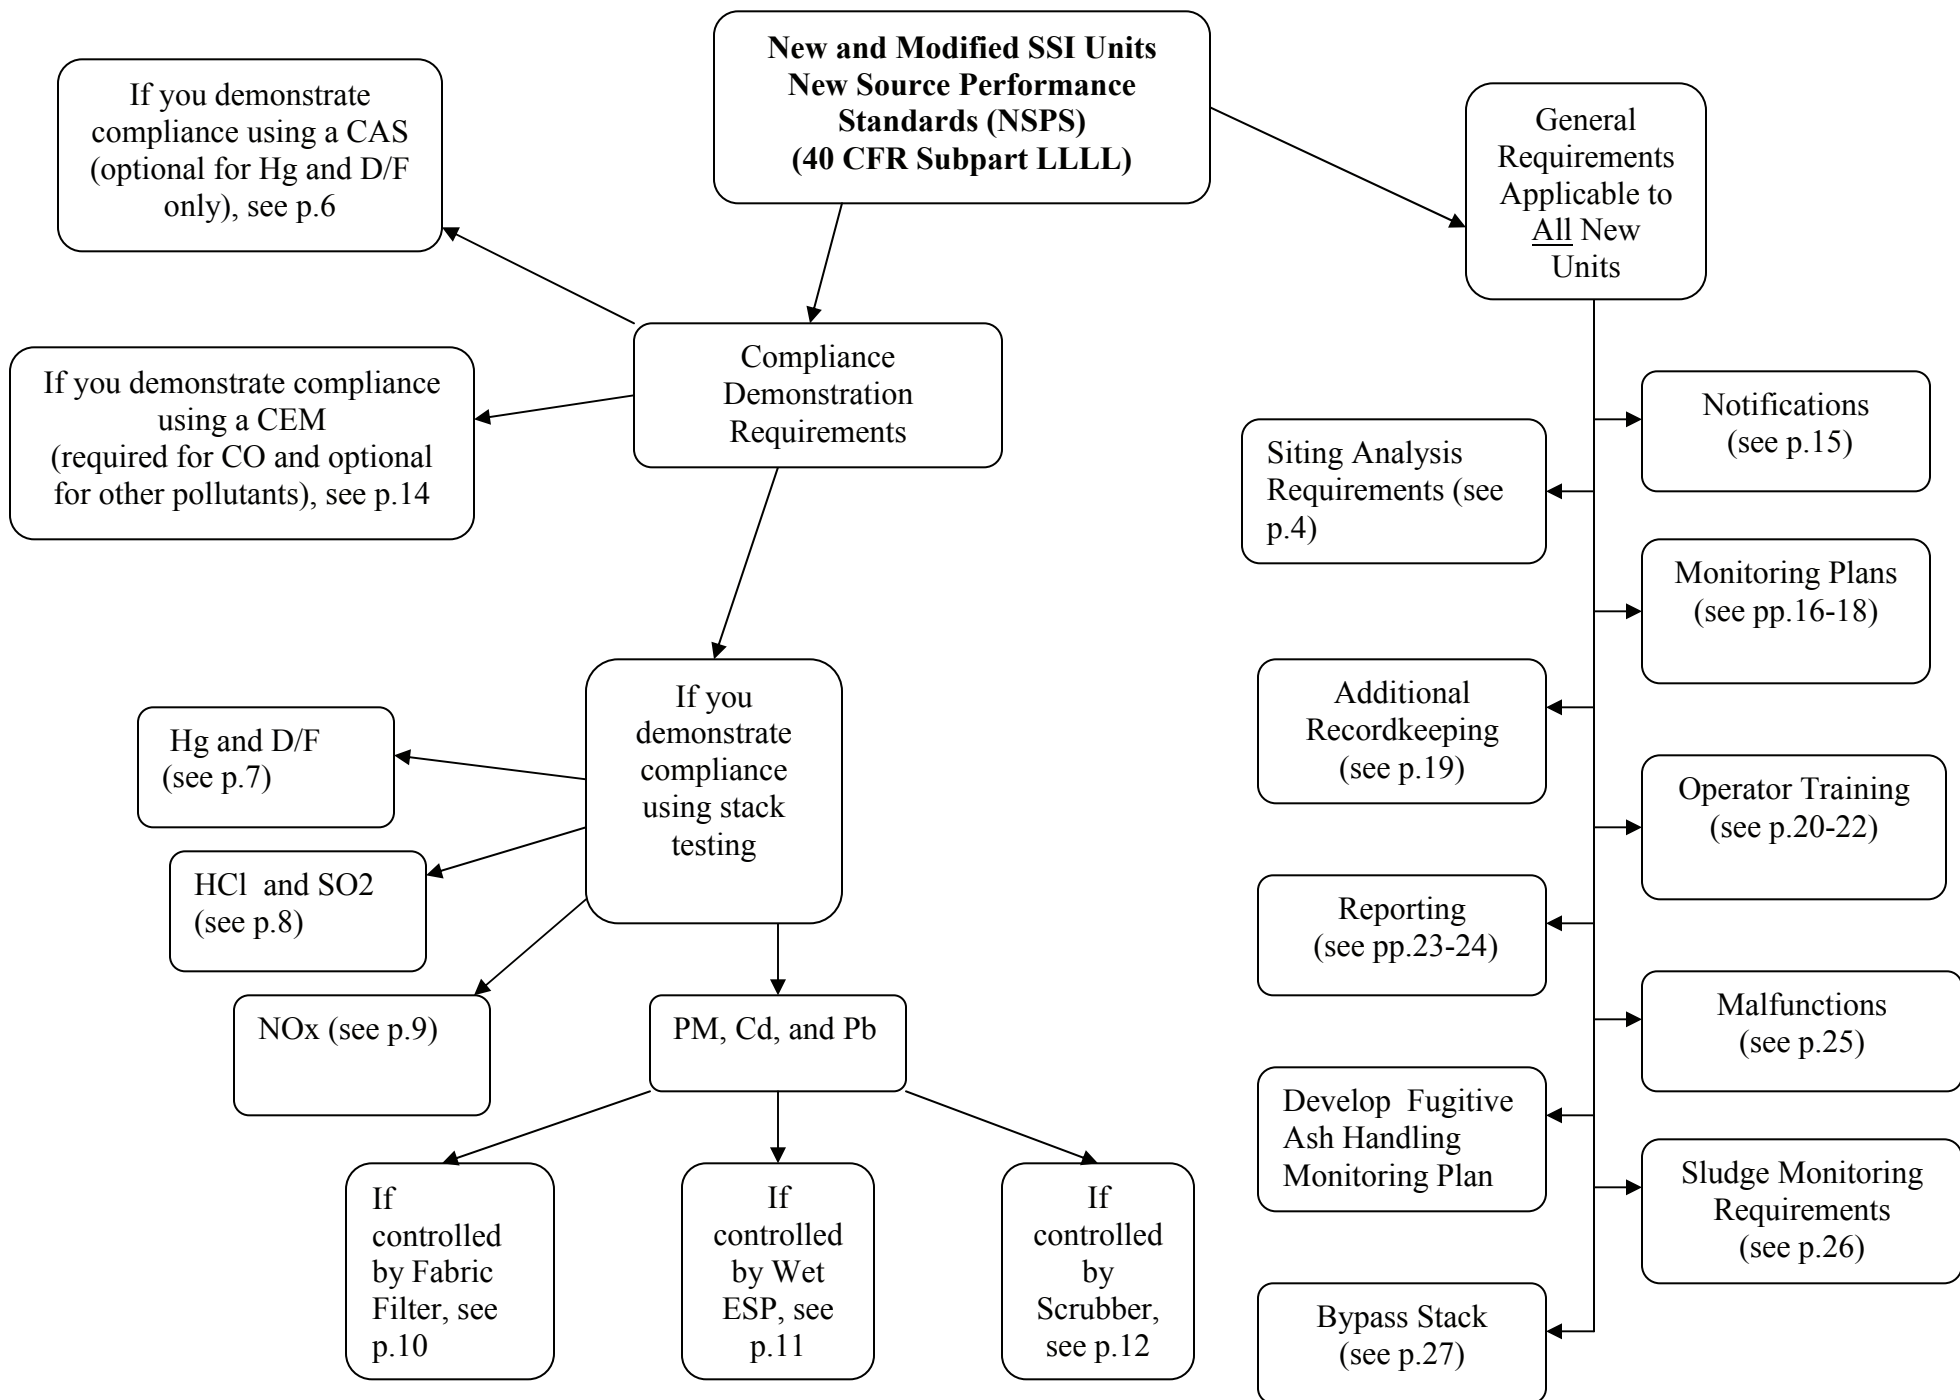 New and Modified SSI Units
New Source Performance
Standards (NSPS)
(40 CFR Subpart LLLL)
If you demonstrate
compliance using a CAS
(optional for Hg and D/F
only), see p.6
General
Requirements
Applicable to
All New
Units
Compliance
Demonstration
Requirements
If you demonstrate compliance
using a CEM
(required for CO and optional
for other pollutants), see p.14
Notifications
(see p.15)
Siting Analysis
Requirements (see
p.4)
Monitoring Plans
(see pp.16-18)
If you
demonstrate
compliance
using stack
testing
Additional
Recordkeeping
(see p.19)
Hg and D/F
(see p.7)
Operator Training
(see p.20-22)
HCl  and SO2
(see p.8)
Reporting
(see pp.23-24)
NOx (see p.9)
PM, Cd, and Pb
Malfunctions
(see p.25)
Develop  Fugitive
Ash Handling
Monitoring Plan
Sludge Monitoring
Requirements
(see p.26)
If
controlled
by Fabric
Filter, see
p.10
If
controlled
by Wet
ESP, see
p.11
If
controlled
by
Scrubber,
see p.12
Bypass Stack
(see p.27)